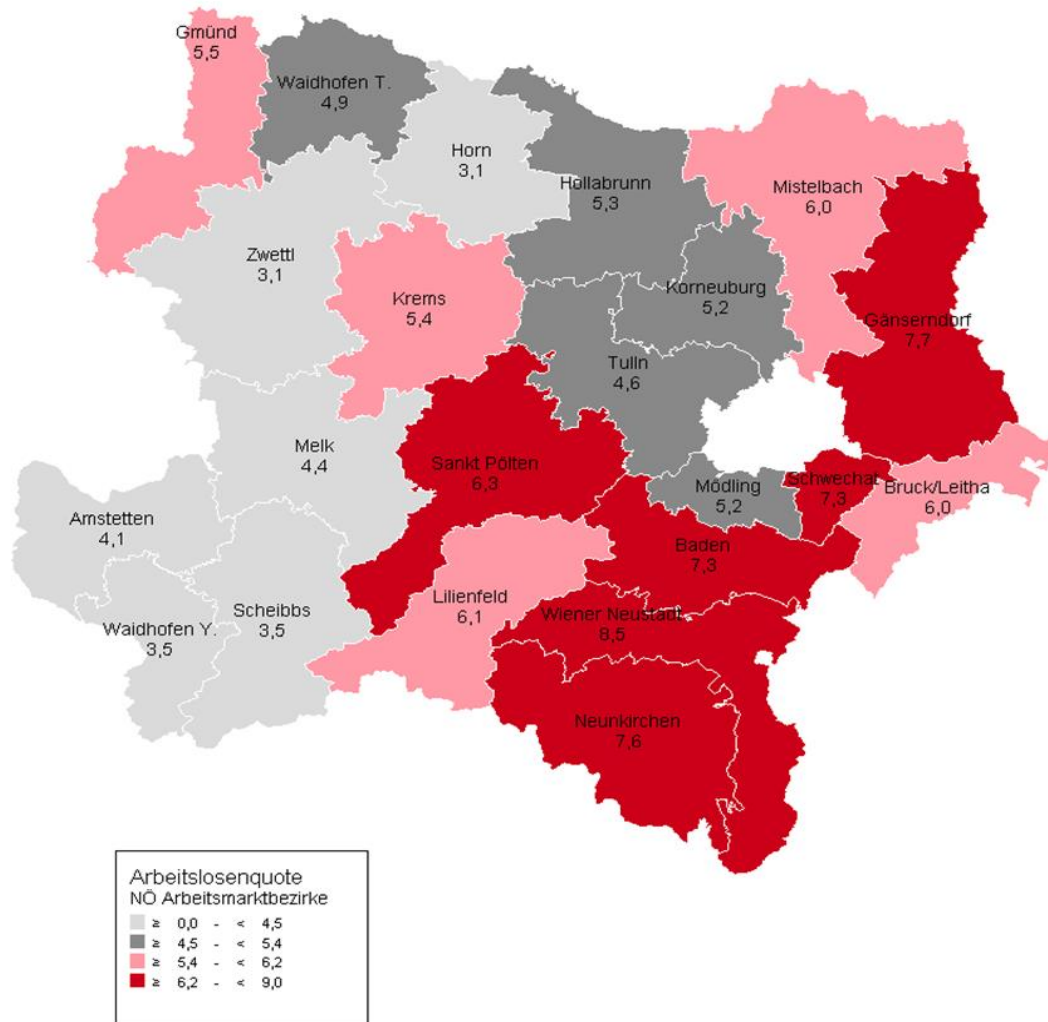 Gmünd
5,5
Waidhofen T.
4,9
Horn
3,1
Hollabrunn
5,3
Mistelbach
6,0
Zwettl
3,1
Krems
5,4
Korneuburg
5,2
Gänserndorf
7,7
Tulln
4,6
Melk
4,4
Sankt Pölten
6,3
Mödling
5,2
Schwechat
7,3
Bruck/Leitha
6,0
Amstetten
4,1
Baden
7,3
Scheibbs
3,5
Lilienfeld
6,1
Wiener Neustadt
8,5
Waidhofen Y.
3,5
Neunkirchen
7,6
Arbeitslosenquote
NÖ Arbeitsmarktbezirke
≥ 0,0 - < 4,5
≥ 4,5 - < 5,4
≥ 5,4 - < 6,2
≥ 6,2 - < 9,0